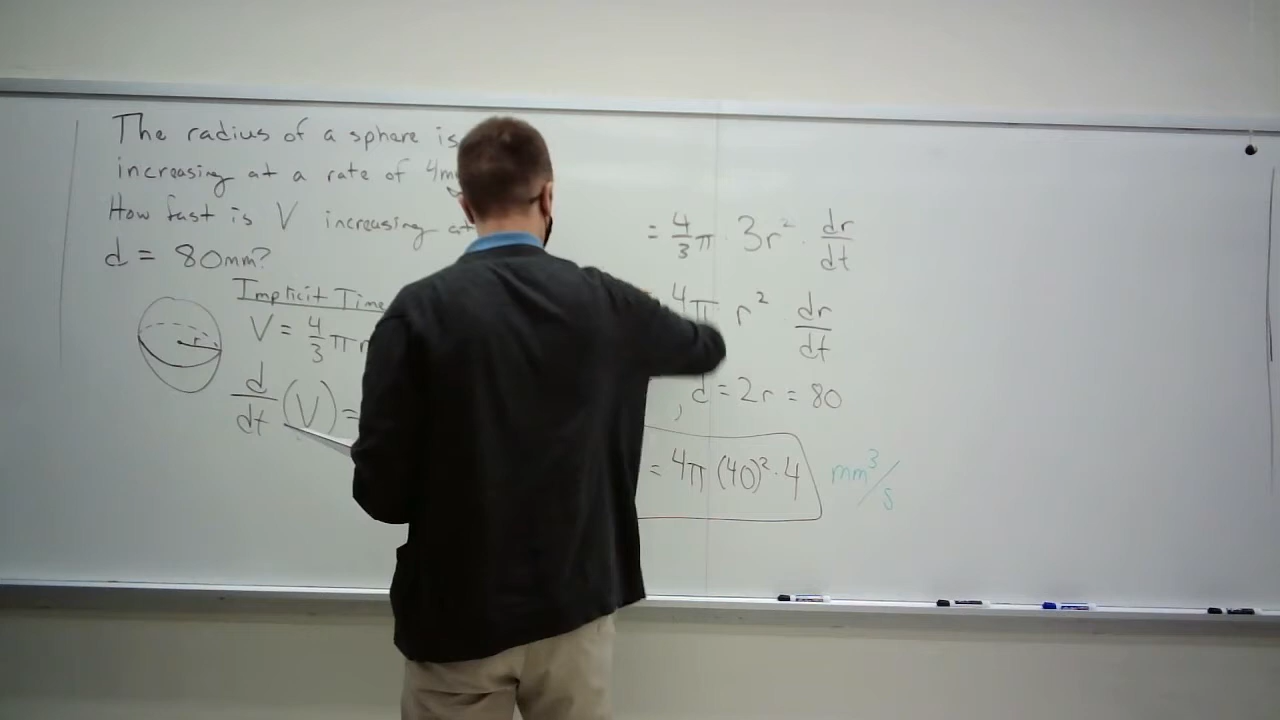 The radius of a sphere is
increasing at a rate of 4m
How fast is V increasing at
d = 80mm?
Implicit Time
V = 4/3 π
r
d/dt (V) =
= 4/3 π · 3r² · dr/dt
4π r² dr/dt
, d = 2r = 80
= 4π (40)² · 4 mm³/s